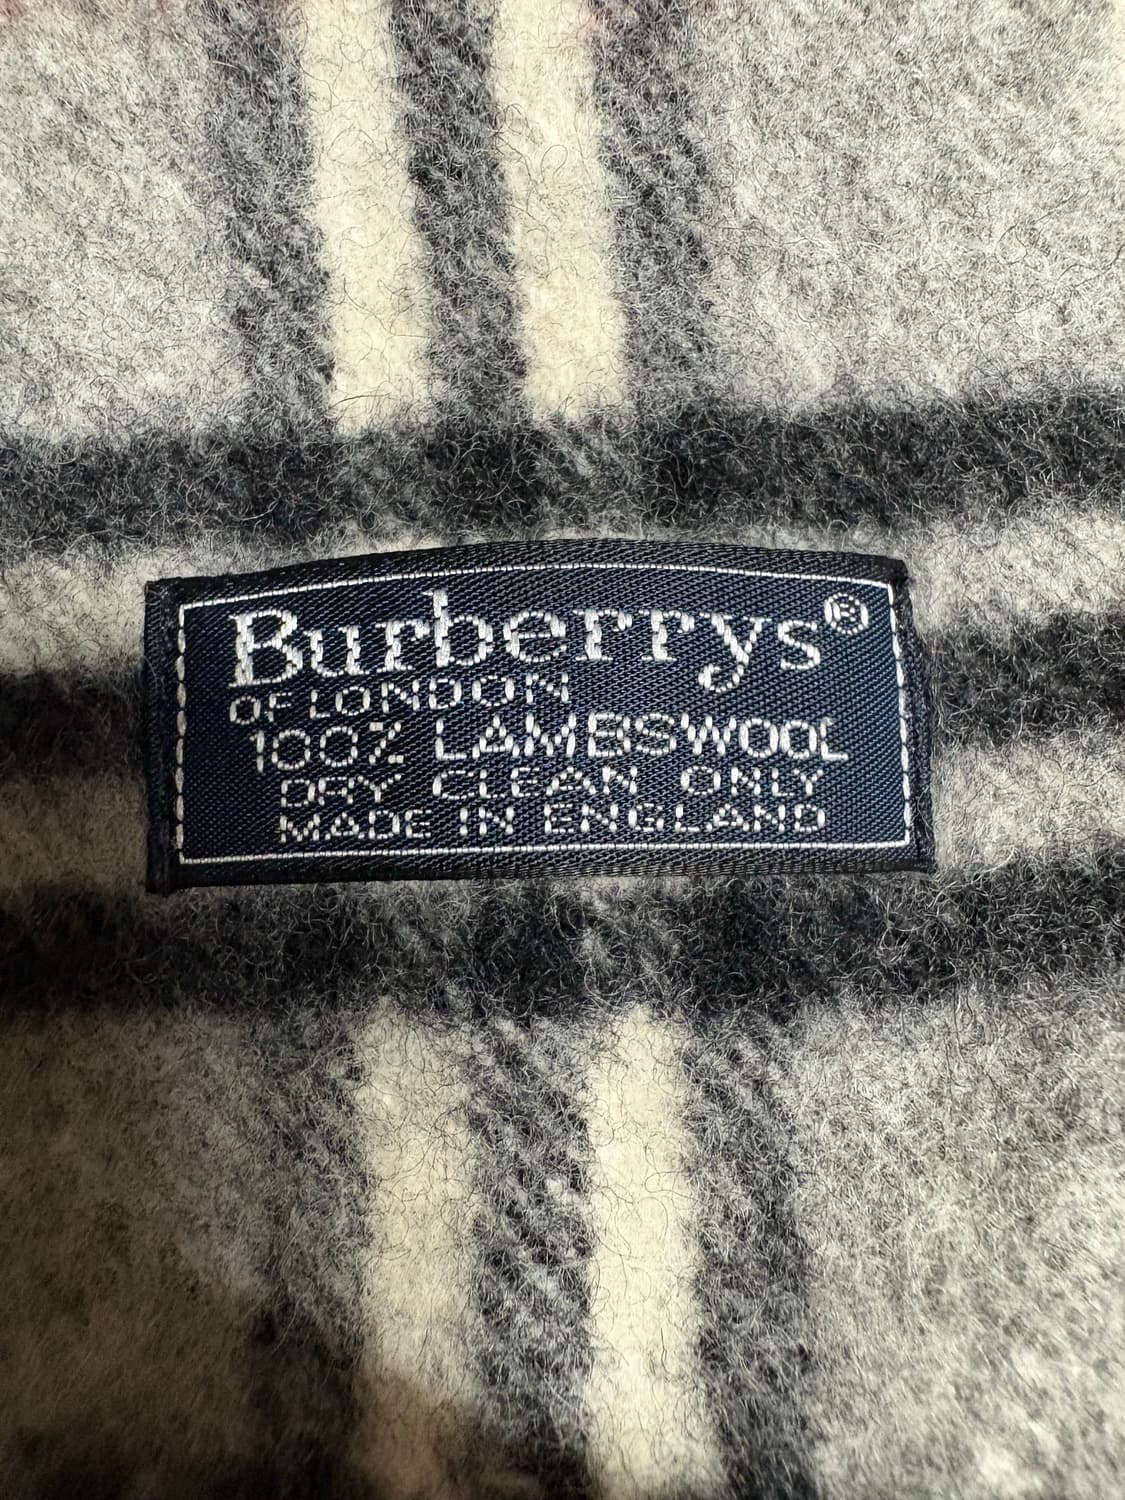 Burberrys®
OF LONDON
100% LAMBSWOOL
DRY CLEAN ONLY
MADE IN ENGLAND